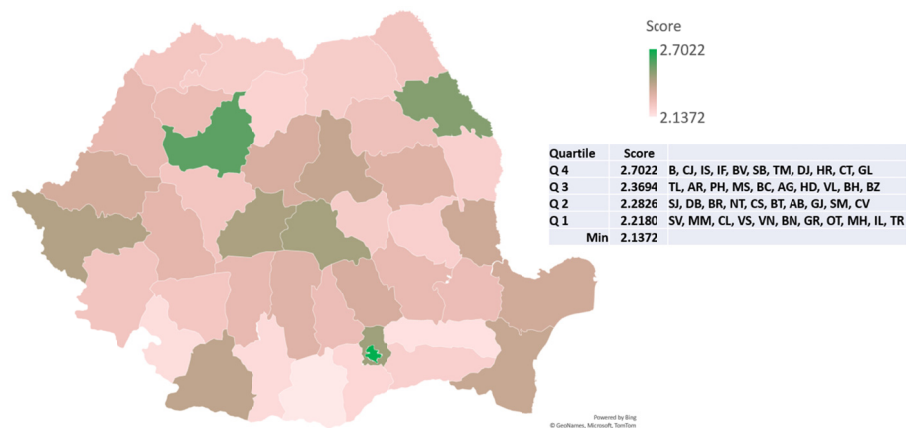 Score
2.7022
2.1372
Quartile Score
Q 4 2.7022 B, CJ, IS, IF, BV, SB, TM, DJ, HR, CT, GL
Q 3 2.3694 TL, AR, PH, MS, BC, AG, HD, VL, BH, BZ
Q 2 2.2826 SJ, DB, BR, NT, CS, BT, AB, GJ, SM, CV
Q 1 2.2180 SV, MM, CL, VS, VN, BN, GR, OT, MH, IL, TR
Min 2.1372
Powered by Bing
© GeoNames, Microsoft, TomTom